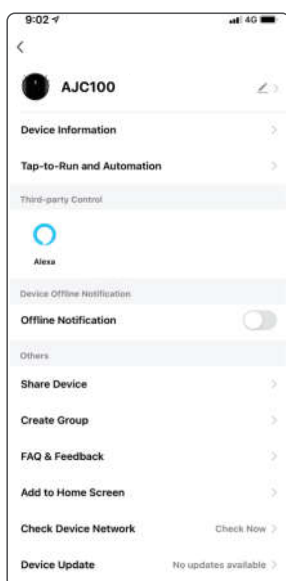 9:02
4G
AJC100
Device Information
Tap-to-Run and Automation
Third-party Control
Alexa
Device Offline Notification
Offline Notification
Others
Share Device
Create Group
FAQ & Feedback
Add to Home Screen
Check Device Network Check Now
Device Update No updates available